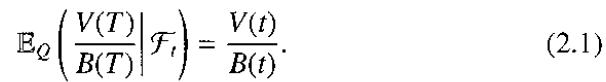 𝔼_Q ( V(T)/B(T) | ℱ_t ) = V(t)/B(t). (2.1)